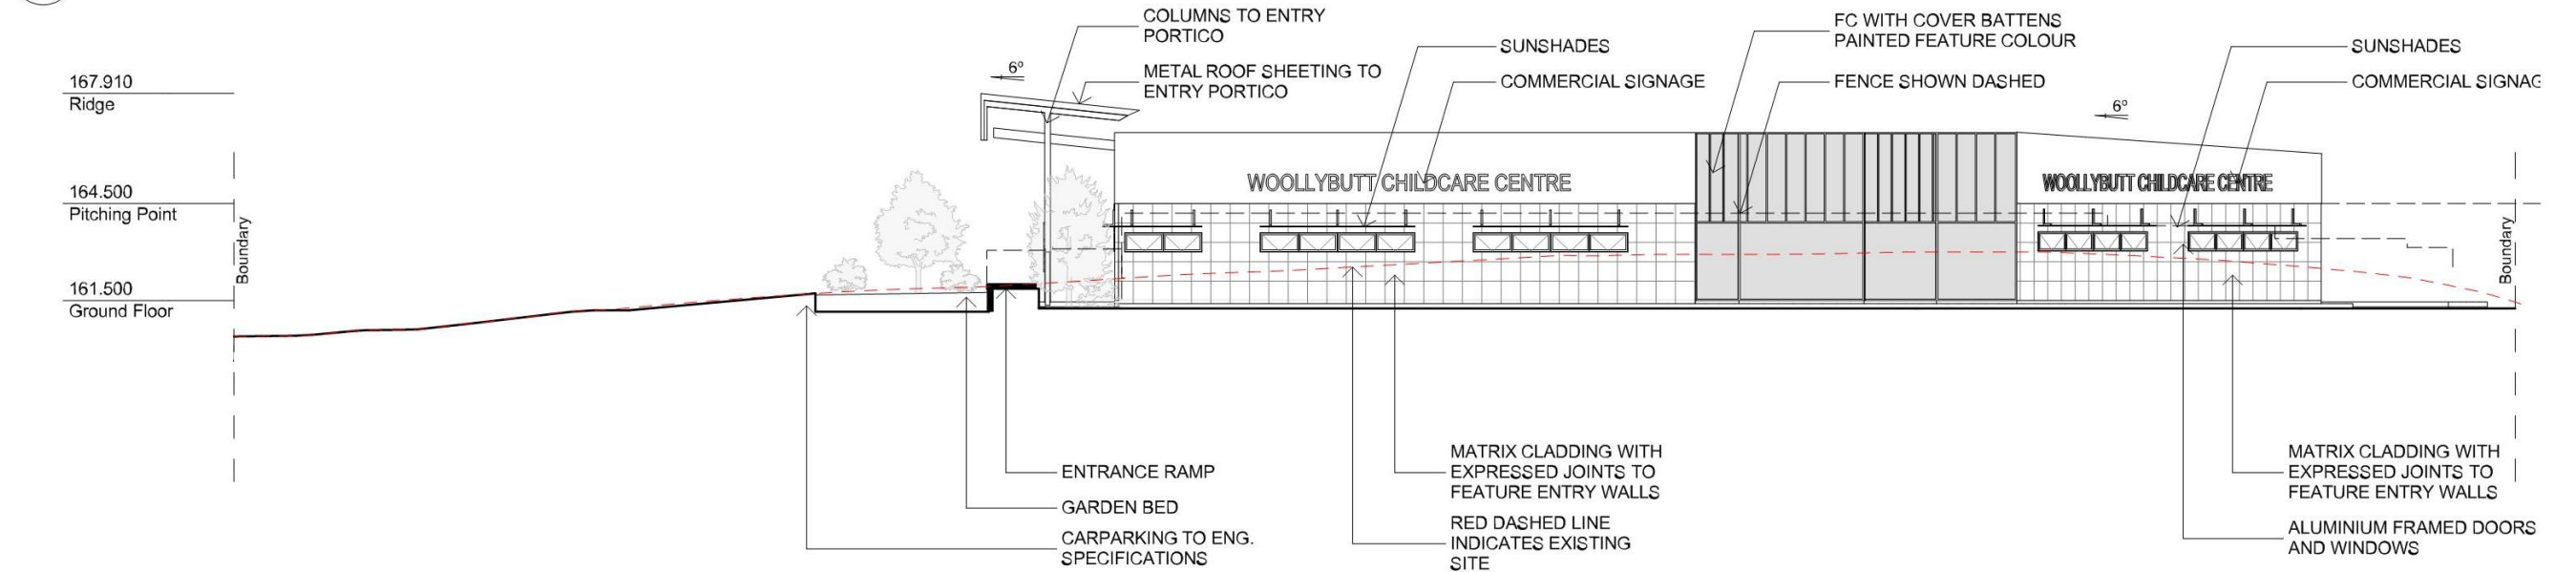 COLUMNS TO ENTRY
PORTICO
METAL ROOF SHEETING TO
ENTRY PORTICO
SUNSHADES
COMMERCIAL SIGNAGE
FC WITH COVER BATTENS
PAINTED FEATURE COLOUR
FENCE SHOWN DASHED
SUNSHADES
COMMERCIAL SIGNAG
6º
6º
167.910
Ridge
164.500
Pitching Point
161.500
Ground Floor
Boundary
WOOLLYBUTT CHILDCARE CENTRE
WOOLLYBUTT CHILDCARE CENTRE
Boundary
ENTRANCE RAMP
GARDEN BED
CARPARKING TO ENG.
SPECIFICATIONS
MATRIX CLADDING WITH
EXPRESSED JOINTS TO
FEATURE ENTRY WALLS
RED DASHED LINE
INDICATES EXISTING
SITE
MATRIX CLADDING WITH
EXPRESSED JOINTS TO
FEATURE ENTRY WALLS
ALUMINIUM FRAMED DOORS
AND WINDOWS